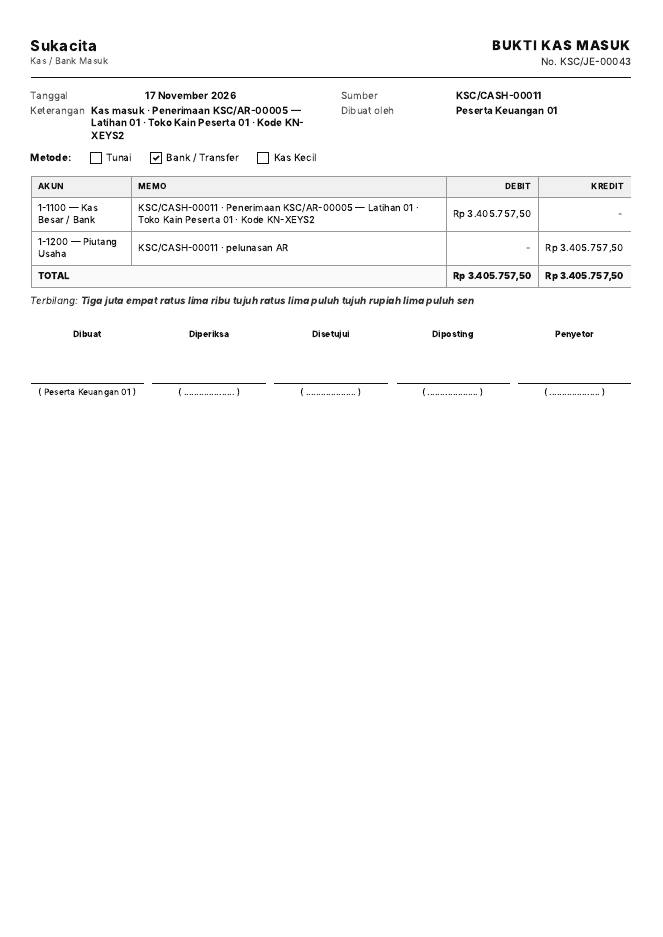 Sukacita
Kas / Bank Masuk
BUKTI KAS MASUK
No. KSC/JE-00043
Tanggal 17 November 2026
Sumber KSC/CASH-00011
Keterangan Kas masuk · Penerimaan KSC/AR-00005 —
Latihan 01 · Toko Kain Peserta 01 · Kode KN-
XEYS2
Dibuat oleh Peserta Keuangan 01
Metode: Tunai Bank / Transfer Kas Kecil
AKUN MEMO DEBIT KREDIT
1-1100 — Kas
Besar / Bank
KSC/CASH-00011 · Penerimaan KSC/AR-00005 — Latihan 01 ·
Toko Kain Peserta 01 · Kode KN-XEYS2
Rp 3.405.757,50 -
1-1200 — Piutang
Usaha
KSC/CASH-00011 · pelunasan AR
- Rp 3.405.757,50
TOTAL Rp 3.405.757,50 Rp 3.405.757,50
Terbilang: Tiga juta empat ratus lima ribu tujuh ratus lima puluh tujuh rupiah lima puluh sen
Dibuat Diperiksa Disetujui Diposting Penyetor
( Peserta Keuangan 01 ) ( .................... ) ( .................... ) ( .................... ) ( .................... )